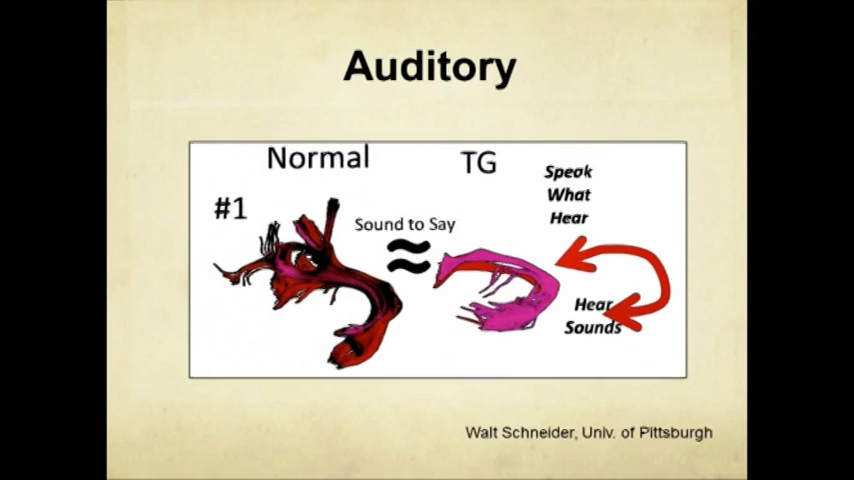 Auditory
Normal
TG
#1
Sound to Say
Speak
What
Hear
Hear
Sounds
Walt Schneider, Univ. of Pittsburgh